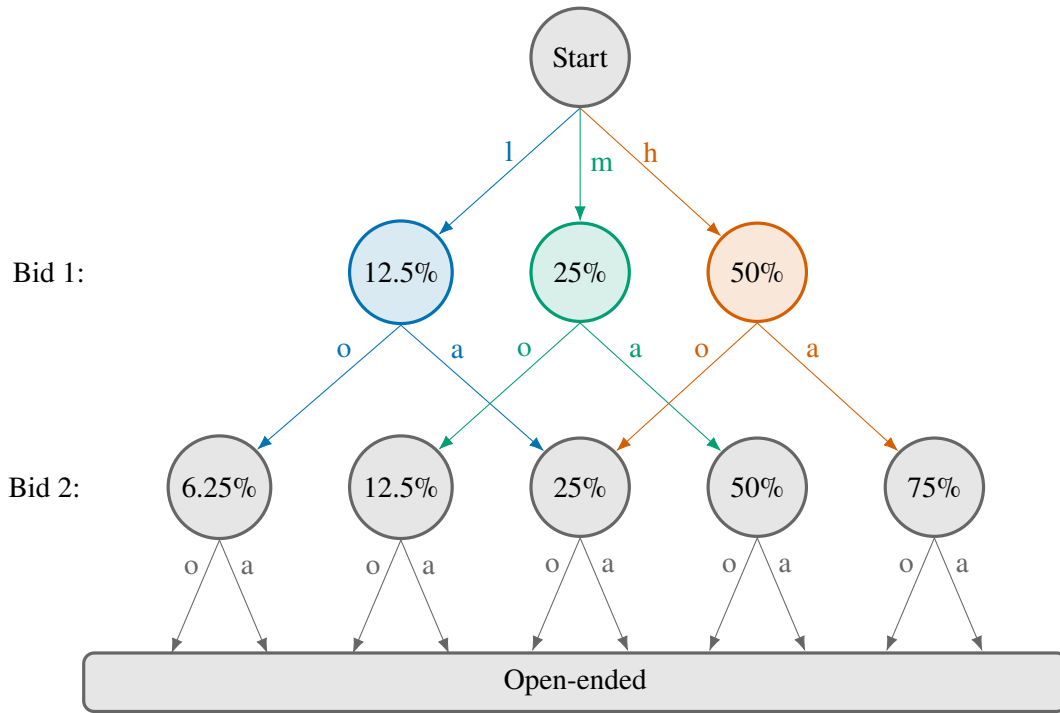 Start
l m h
Bid 1: 12.5% 25% 50%
o a o a o a
Bid 2: 6.25% 12.5% 25% 50% 75%
o a o a o a o a o a
Open-ended